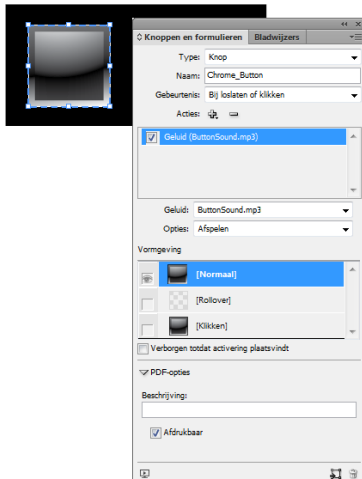 Knoppen en formulieren Bladwijzers
Type: Knop
Naam: Chrome_Button
Gebeurtenis: Bij loslaten of klikken
Acties:
Geluid (ButtonSound.mp3)
Geluid: ButtonSound.mp3
Opties: Afspelen
Vormgeving
[Normaal]
[Rollover]
[Klikken]
Verborgen totdat activering plaatsvindt
PDF-opties
Beschrijving:
Afdrukbaar